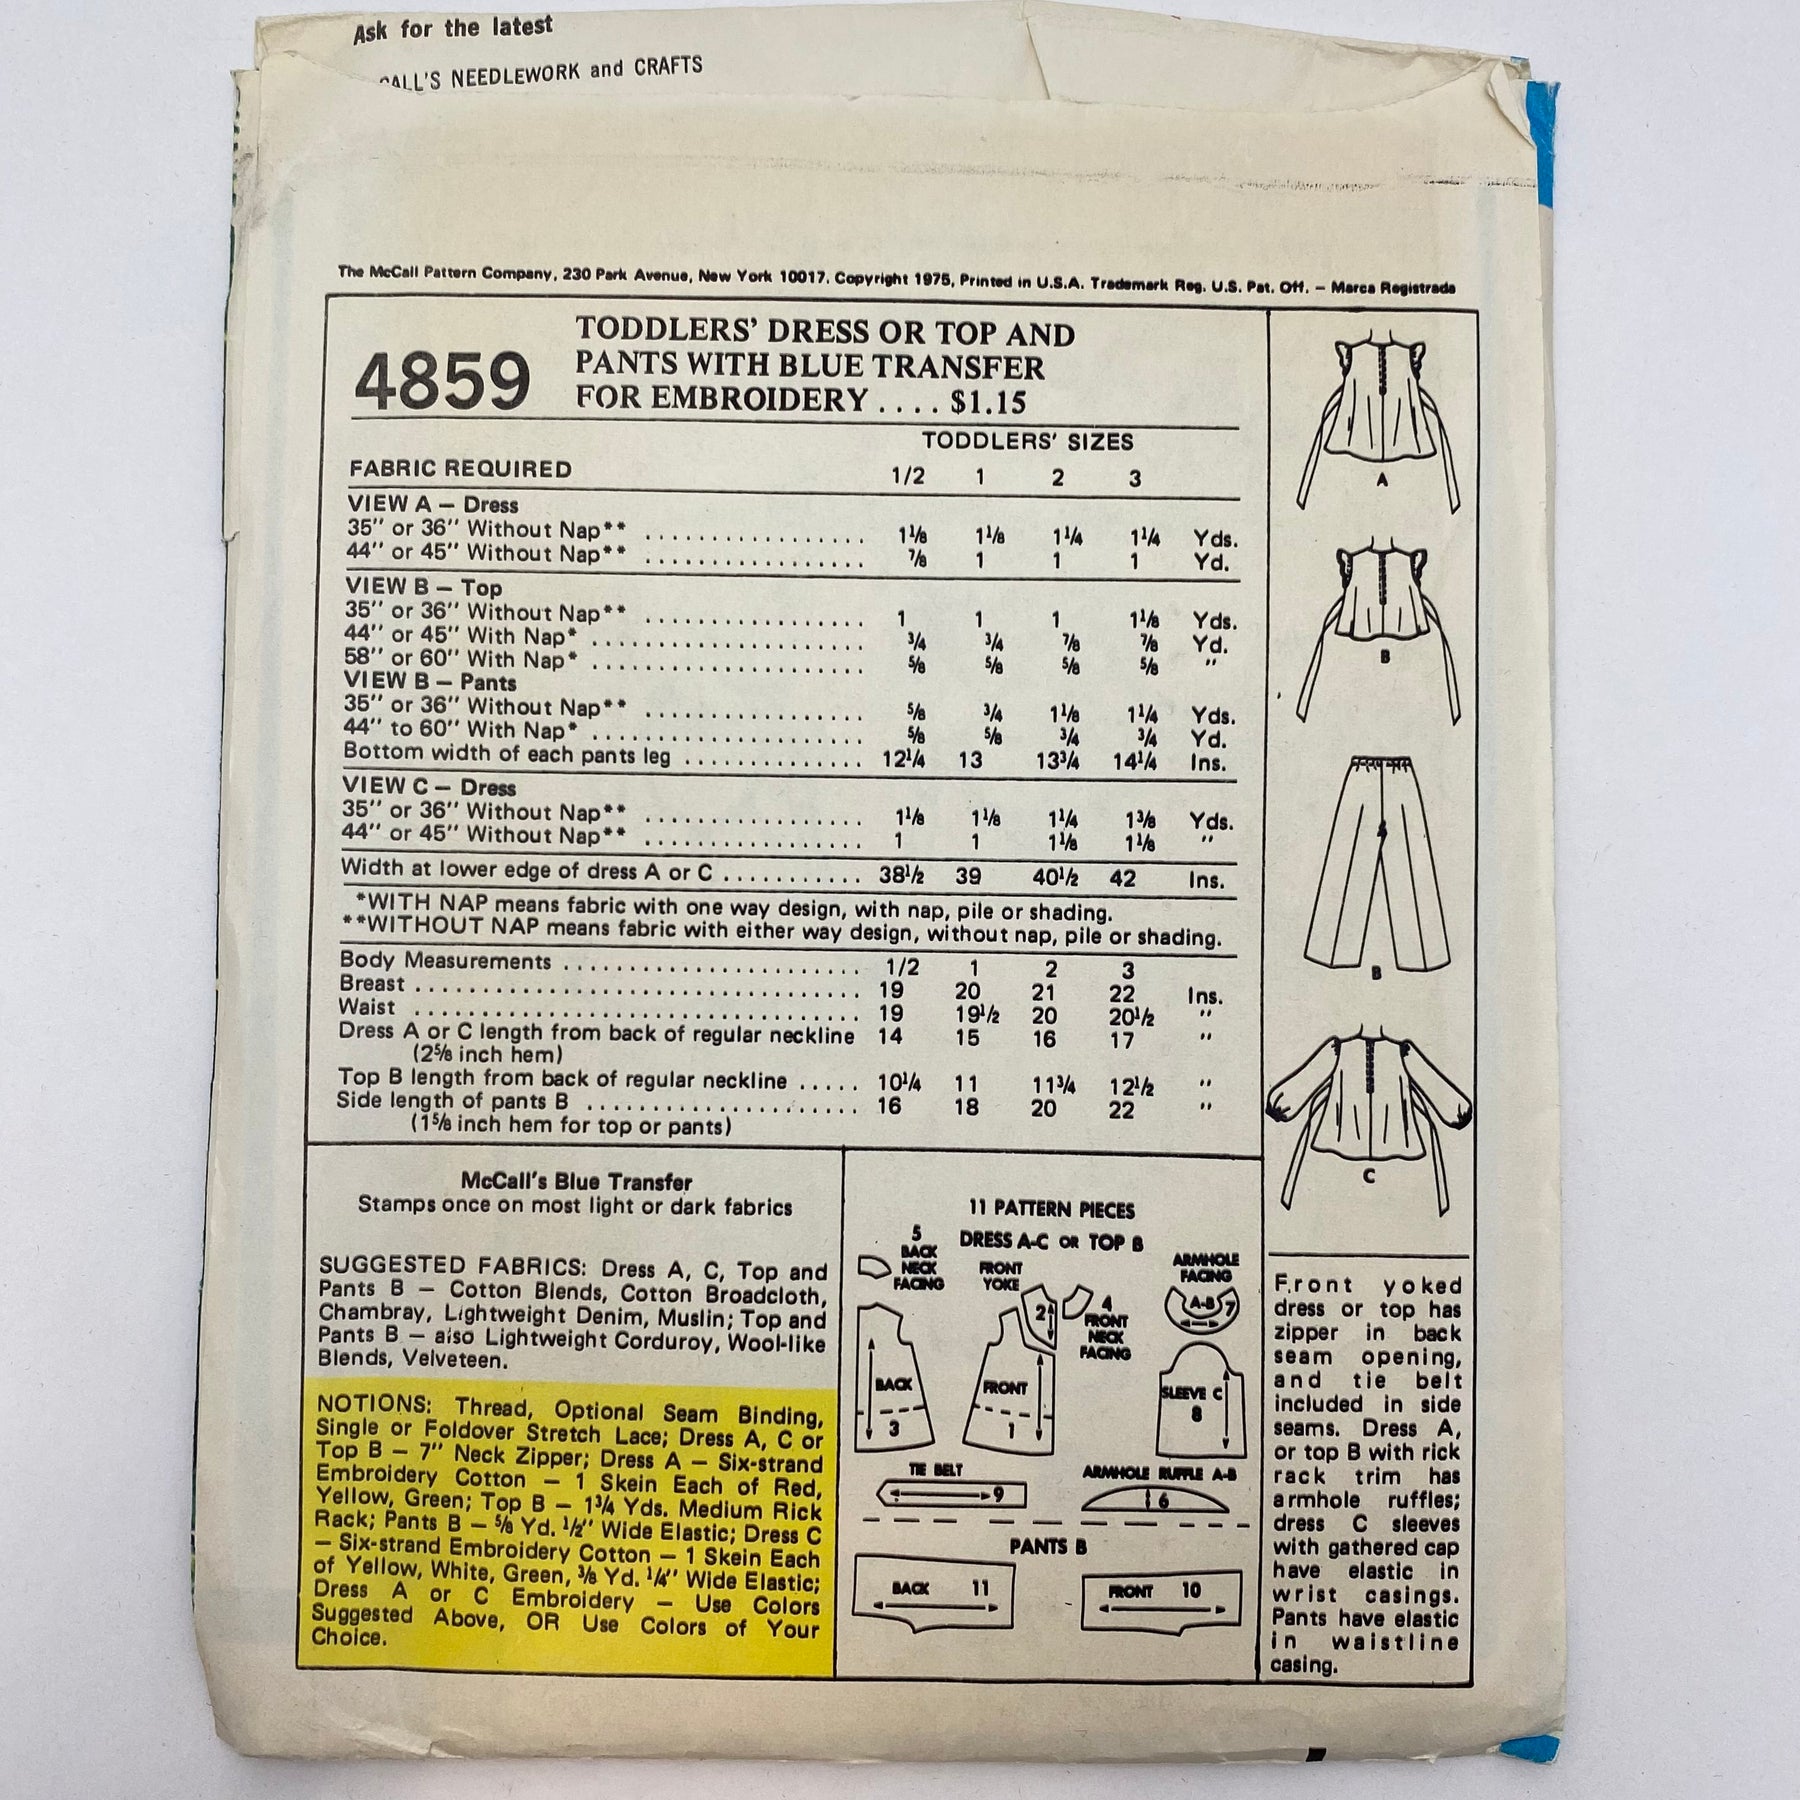 Ask for the latest
CALL'S NEEDLEWORK and CRAFTS
The McCall Pattern Company, 230 Park Avenue, New York 10017. Copyright 1975, Printed in U.S.A. Trademark Reg. U.S. Pat. Off. – Marca Registrada
4859
TODDLERS' DRESS OR TOP AND
PANTS WITH BLUE TRANSFER
FOR EMBROIDERY .... $1.15
TODDLERS' SIZES
FABRIC REQUIRED 1/2 1 2 3
VIEW A – Dress
35" or 36" Without Nap** ................. 1⅛ 1⅛ 1¼ 1¼ Yds.
44" or 45" Without Nap** ................. ⅞ 1 1 1 Yd.
VIEW B – Top
35" or 36" Without Nap** ................. 1 1 1 1⅛ Yds.
44" or 45" With Nap* ..................... ¾ ¾ ⅞ ⅞ Yd.
58" or 60" With Nap* ..................... ⅝ ⅝ ⅝ ⅝ "
VIEW B – Pants
35" or 36" Without Nap** ................. ⅝ ¾ 1⅛ 1¼ Yds.
44" to 60" With Nap* ..................... ⅝ ⅝ ¾ ¾ Yd.
Bottom width of each pants leg .............. 12¼ 13 13¾ 14¼ Ins.
VIEW C – Dress
35" or 36" Without Nap** ................. 1⅛ 1⅛ 1¼ 1⅜ Yds.
44" or 45" Without Nap** ................. 1 1 1⅛ 1⅛ "
Width at lower edge of dress A or C ........... 38½ 39 40½ 42 Ins.
*WITH NAP means fabric with one way design, with nap, pile or shading.
**WITHOUT NAP means fabric with either way design, without nap, pile or shading.
Body Measurements ....................... 1/2 1 2 3
Breast .................................. 19 20 21 22 Ins.
Waist .................................. 19 19½ 20 20½ "
Dress A or C length from back of regular neckline 14 15 16 17 "
(2⅝ inch hem)
Top B length from back of regular neckline ..... 10¼ 11 11¾ 12½ "
Side length of pants B ..................... 16 18 20 22 "
(1⅝ inch hem for top or pants)
McCall's Blue Transfer
Stamps once on most light or dark fabrics
SUGGESTED FABRICS: Dress A, C, Top and
Pants B – Cotton Blends, Cotton Broadcloth,
Chambray, Lightweight Denim, Muslin; Top and
Pants B – also Lightweight Corduroy, Wool-like
Blends, Velveteen.
NOTIONS: Thread, Optional Seam Binding,
Single or Foldover Stretch Lace; Dress A, C or
Top B – 7" Neck Zipper; Dress A – Six-strand
Embroidery Cotton – 1 Skein Each of Red,
Yellow, Green; Top B – 1¾ Yds. Medium Rick
Rack; Pants B – ⅝ Yd. ½" Wide Elastic; Dress C
– Six-strand Embroidery Cotton – 1 Skein Each
of Yellow, White, Green, ⅜ Yd. ¼" Wide Elastic;
Dress A or C Embroidery – Use Colors
Suggested Above, OR Use Colors of Your
Choice.
11 PATTERN PIECES
DRESS A-C OR TOP B
5
BACK
NECK
FACING
FRONT
YOKE
2
4
FRONT
NECK
FACING
ARMHOLE
FACING
A-B 7
BACK
3
FRONT
1
SLEEVE C
8
TIE BELT
9
ARMHOLE RUFFLE A-B
6
PANTS B
BACK 11
FRONT 10
A
B
B
C
Front yoked
dress or top has
zipper in back
seam opening,
and tie belt
included in side
seams. Dress A,
or top B with rick
rack trim has
armhole ruffles;
dress C sleeves
with gathered cap
have elastic in
wrist casings.
Pants have elastic
in waistline
casing.